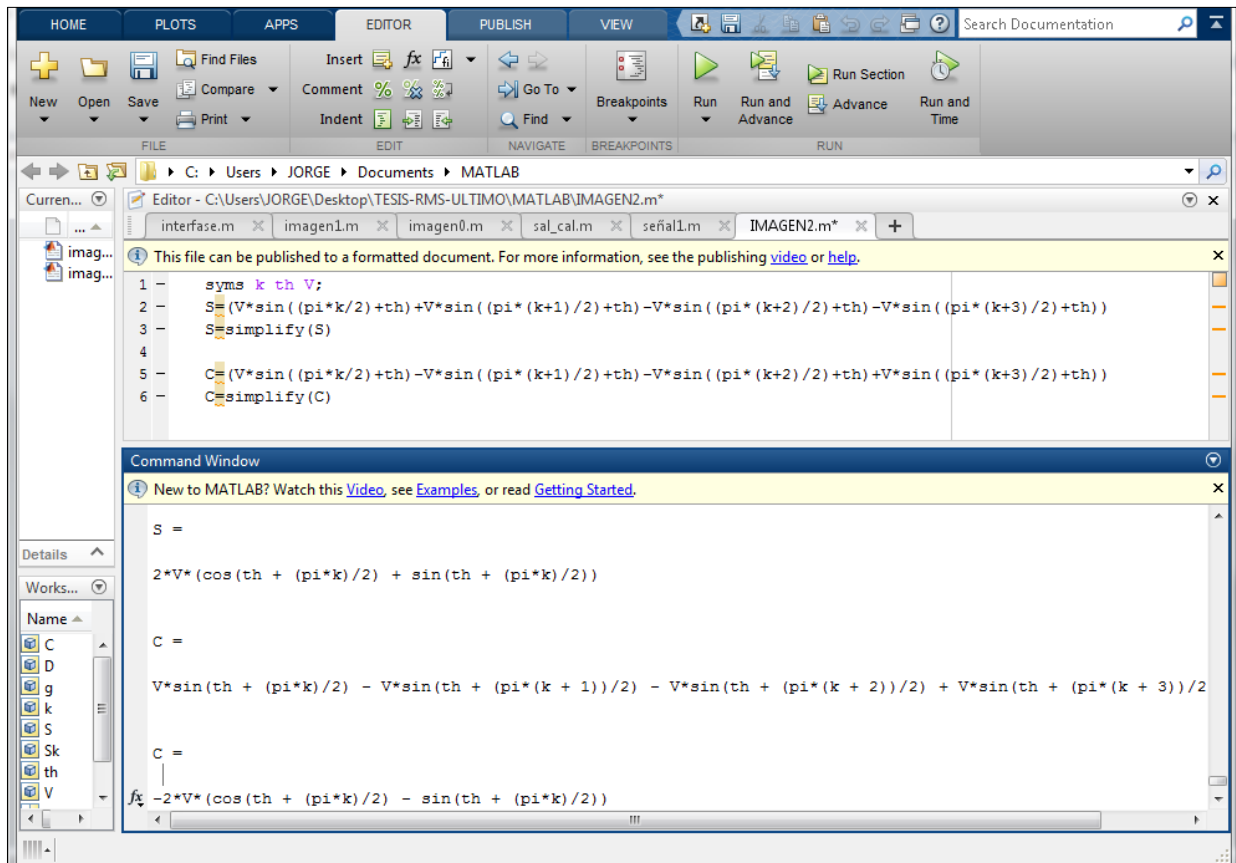 HOME PLOTS APPS EDITOR PUBLISH VIEW Search Documentation
Find Files Insert fx
New Open Save Compare Comment Go To Breakpoints Run Run and Advance Run Section Advance Run and Time
Print Indent Find
FILE EDIT NAVIGATE BREAKPOINTS RUN
C: Users JORGE Documents MATLAB
Curren...
...
imag...
imag...
Details
Works...
Name
C
D
g
k
S
Sk
th
V
Editor - C:\Users\JORGE\Desktop\TESIS-RMS-ULTIMO\MATLAB\IMAGEN2.m*
interfase.m imagen1.m imagen0.m sal_cal.m señal1.m IMAGEN2.m* +
This file can be published to a formatted document. For more information, see the publishing video or help.
1 - syms k th V;
2 - S=(V*sin((pi*k/2)+th)+V*sin((pi*(k+1)/2)+th)-V*sin((pi*(k+2)/2)+th)-V*sin((pi*(k+3)/2)+th))
3 - S=simplify(S)
4
5 - C=(V*sin((pi*k/2)+th)-V*sin((pi*(k+1)/2)+th)-V*sin((pi*(k+2)/2)+th)+V*sin((pi*(k+3)/2)+th))
6 - C=simplify(C)
Command Window
New to MATLAB? Watch this Video, see Examples, or read Getting Started.
S =
2*V*(cos(th + (pi*k)/2) + sin(th + (pi*k)/2))
C =
V*sin(th + (pi*k)/2) - V*sin(th + (pi*(k + 1))/2) - V*sin(th + (pi*(k + 2))/2) + V*sin(th + (pi*(k + 3))/2
C =
fx -2*V*(cos(th + (pi*k)/2) - sin(th + (pi*k)/2))